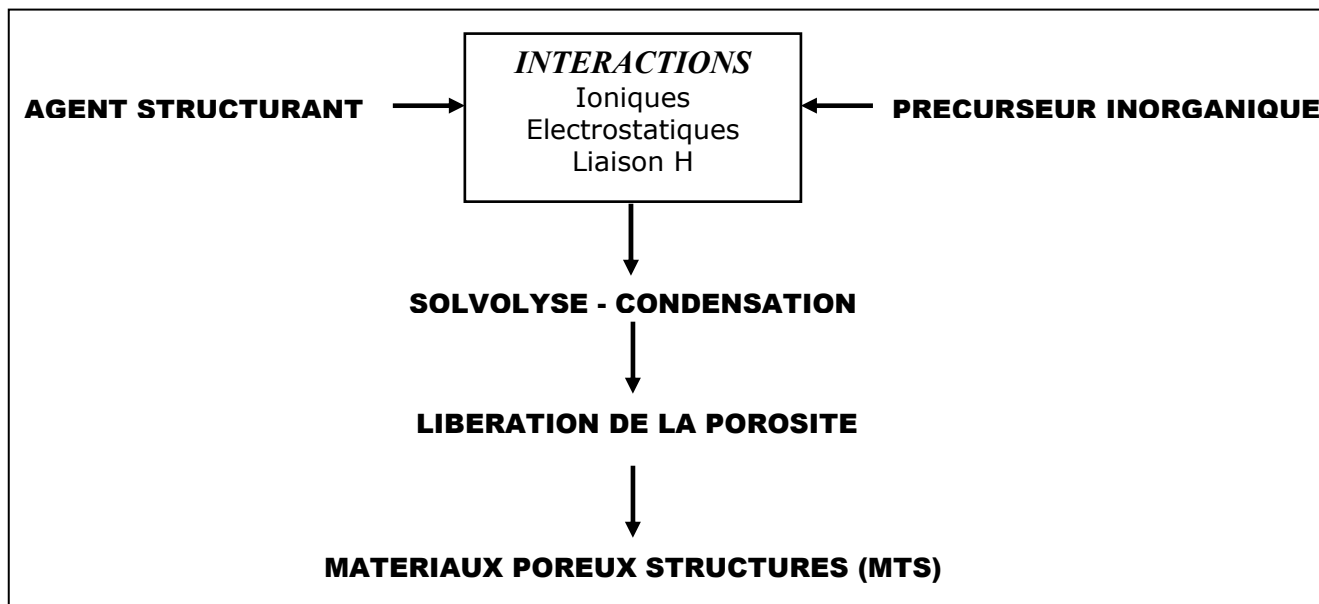 INTERACTIONS
Ioniques
Electrostatiques
Liaison H
AGENT STRUCTURANT
PRECURSEUR INORGANIQUE
SOLVOLYSE - CONDENSATION
LIBERATION DE LA POROSITE
MATERIAUX POREUX STRUCTURES (MTS)